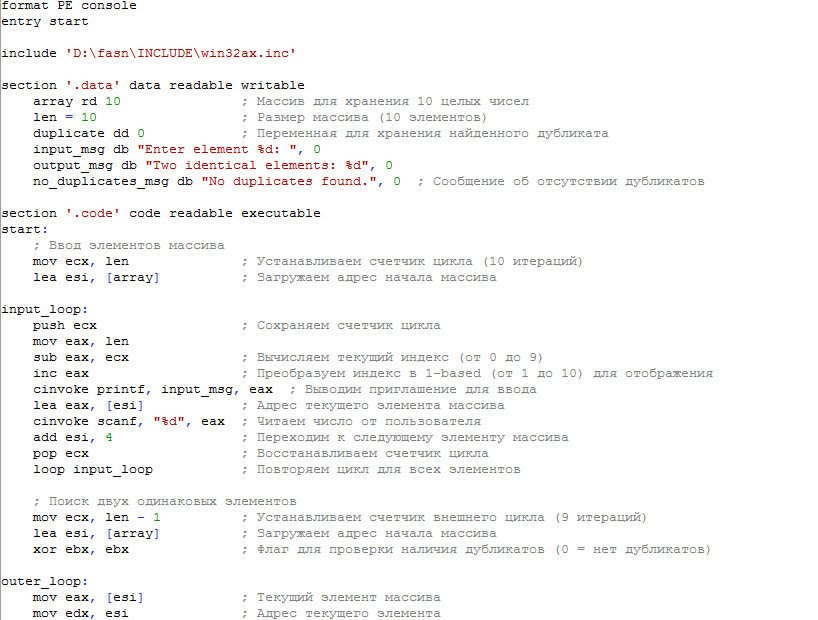 format PE console
entry start
include 'D:\fasn\INCLUDE\win32ax.inc'
section '.data' data readable writable
array rd 10 ; Массив для хранения 10 целых чисел
len = 10 ; Размер массива (10 элементов)
duplicate dd 0 ; Переменная для хранения найденного дубликата
input_msg db "Enter element %d: ", 0
output_msg db "Two identical elements: %d", 0
no_duplicates_msg db "No duplicates found.", 0 ; Сообщение об отсутствии дубликатов
section '.code' code readable executable
start:
; Ввод элементов массива
mov ecx, len ; Устанавливаем счетчик цикла (10 итераций)
lea esi, [array] ; Загружаем адрес начала массива
input_loop:
push ecx ; Сохраняем счетчик цикла
mov eax, len
sub eax, ecx ; Вычисляем текущий индекс (от 0 до 9)
inc eax ; Преобразуем индекс в 1-based (от 1 до 10) для отображения
cinvoke printf, input_msg, eax ; Выводим приглашение для ввода
lea eax, [esi] ; Адрес текущего элемента массива
cinvoke scanf, "%d", eax ; Читаем число от пользователя
add esi, 4 ; Переходим к следующему элементу массива
pop ecx ; Восстанавливаем счетчик цикла
loop input_loop ; Повторяем цикл для всех элементов
; Поиск двух одинаковых элементов
mov ecx, len - 1 ; Устанавливаем счетчик внешнего цикла (9 итераций)
lea esi, [array] ; Загружаем адрес начала массива
xor ebx, ebx ; Флаг для проверки наличия дубликатов (0 = нет дубликатов)
outer_loop:
mov eax, [esi] ; Текущий элемент массива
mov edx, esi ; Адрес текущего элемента